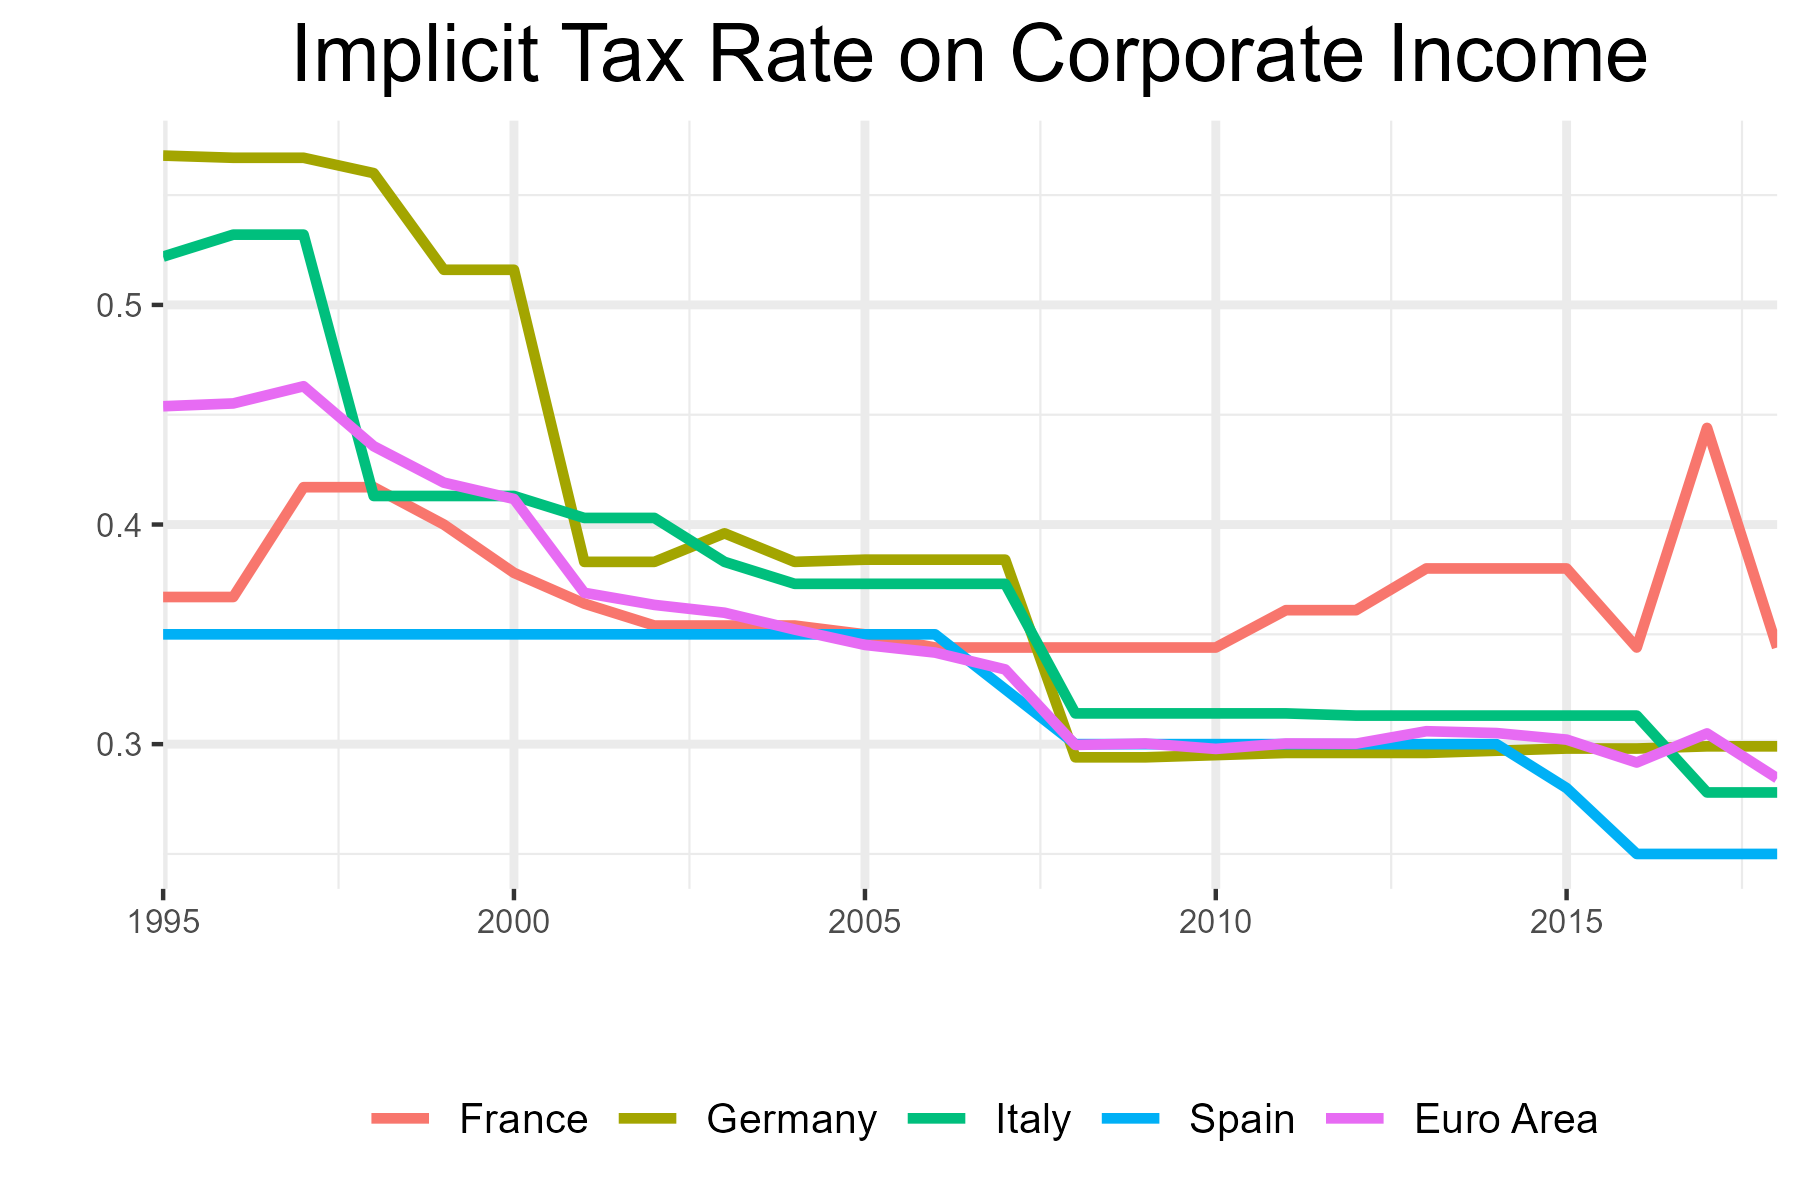 Implicit Tax Rate on Corporate Income
0.5
0.4
0.3
1995 2000 2005 2010 2015
France Germany Italy Spain Euro Area